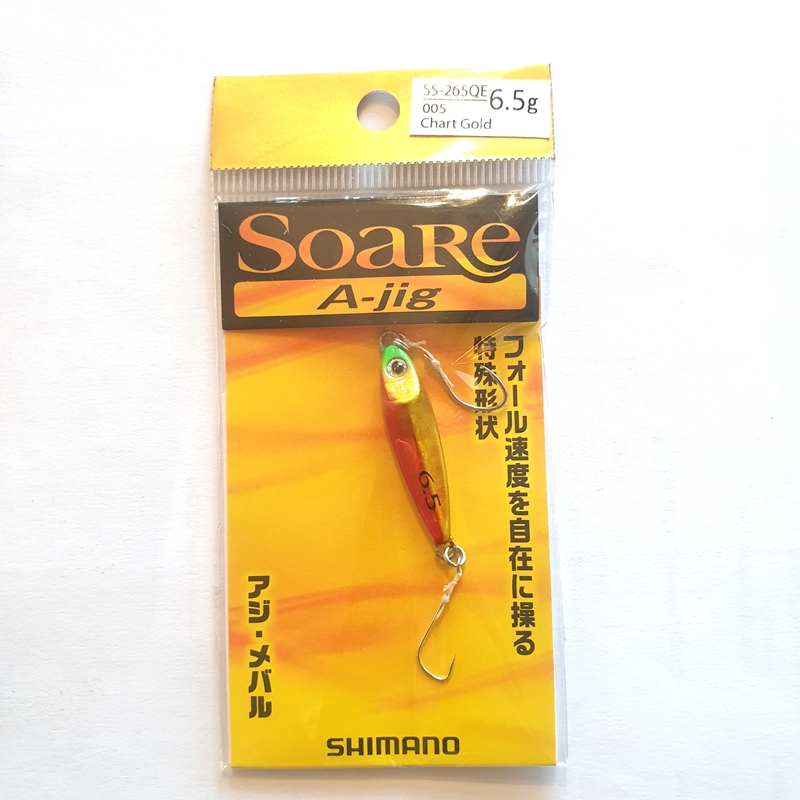 SS-265QE 6.5g
005
Chart Gold
Soare
A-jig
フォール速度を自在に操る
特殊形状
6.5
アジ・メバル
SHIMANO